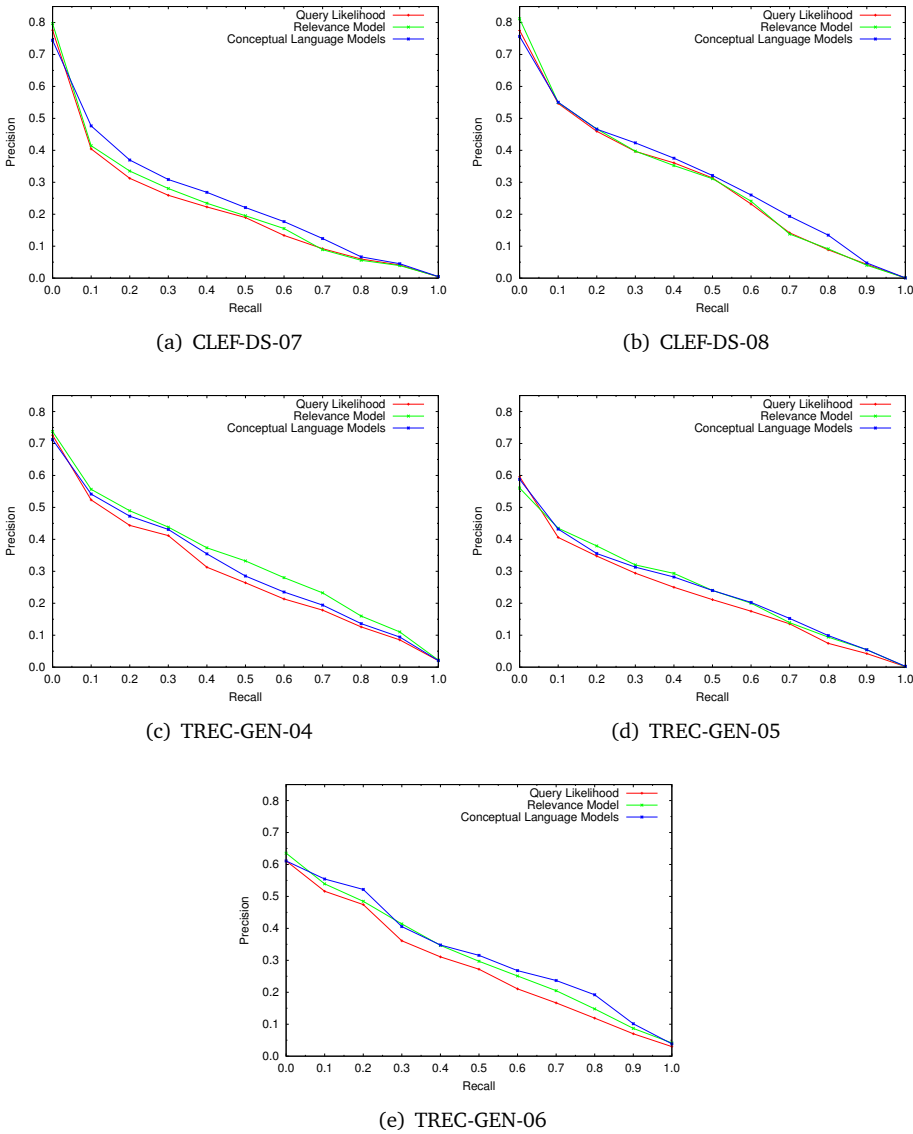 Query Likelihood
Relevance Model
Conceptual Language Models
Precision
0.8
0.7
0.6
0.5
0.4
0.3
0.2
0.1
0.0
0.0 0.1 0.2 0.3 0.4 0.5 0.6 0.7 0.8 0.9 1.0
Recall
(a) CLEF-DS-07
Query Likelihood
Relevance Model
Conceptual Language Models
Precision
0.8
0.7
0.6
0.5
0.4
0.3
0.2
0.1
0.0
0.0 0.1 0.2 0.3 0.4 0.5 0.6 0.7 0.8 0.9 1.0
Recall
(b) CLEF-DS-08
Query Likelihood
Relevance Model
Conceptual Language Models
Precision
0.8
0.7
0.6
0.5
0.4
0.3
0.2
0.1
0.0
0.0 0.1 0.2 0.3 0.4 0.5 0.6 0.7 0.8 0.9 1.0
Recall
(c) TREC-GEN-04
Query Likelihood
Relevance Model
Conceptual Language Models
Precision
0.8
0.7
0.6
0.5
0.4
0.3
0.2
0.1
0.0
0.0 0.1 0.2 0.3 0.4 0.5 0.6 0.7 0.8 0.9 1.0
Recall
(d) TREC-GEN-05
Query Likelihood
Relevance Model
Conceptual Language Models
Precision
0.8
0.7
0.6
0.5
0.4
0.3
0.2
0.1
0.0
0.0 0.1 0.2 0.3 0.4 0.5 0.6 0.7 0.8 0.9 1.0
Recall
(e) TREC-GEN-06